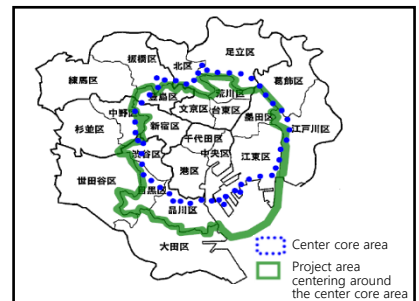 足立区
北区
板橋区
練馬区
葛飾区
荒川区
豊島区
文京区
台東区
墨田区
中野区
杉並区
新宿区
千代田区
江戸川区
中央区
江東区
渋谷区
港区
世田谷区
目黒区
品川区
大田区
Center core area
Project area
centering around
the center core area